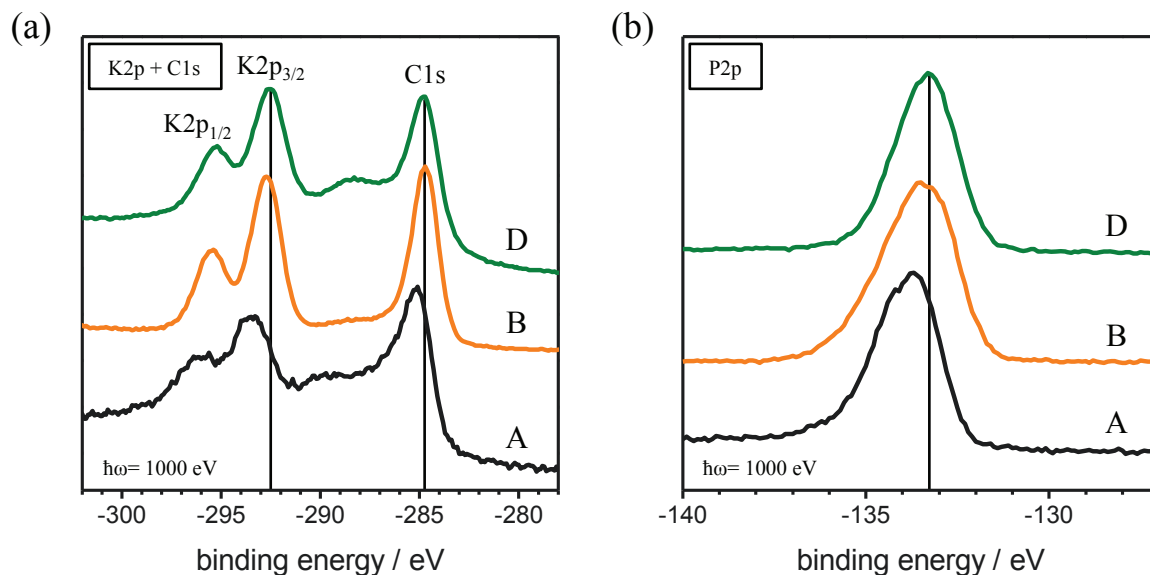 (a)
K2p + C1s
K2p3/2
C1s
K2p1/2
D
B
A
ħω= 1000 eV
-300 -295 -290 -285 -280
binding energy / eV
(b)
P2p
D
B
A
ħω= 1000 eV
-140 -135 -130
binding energy / eV